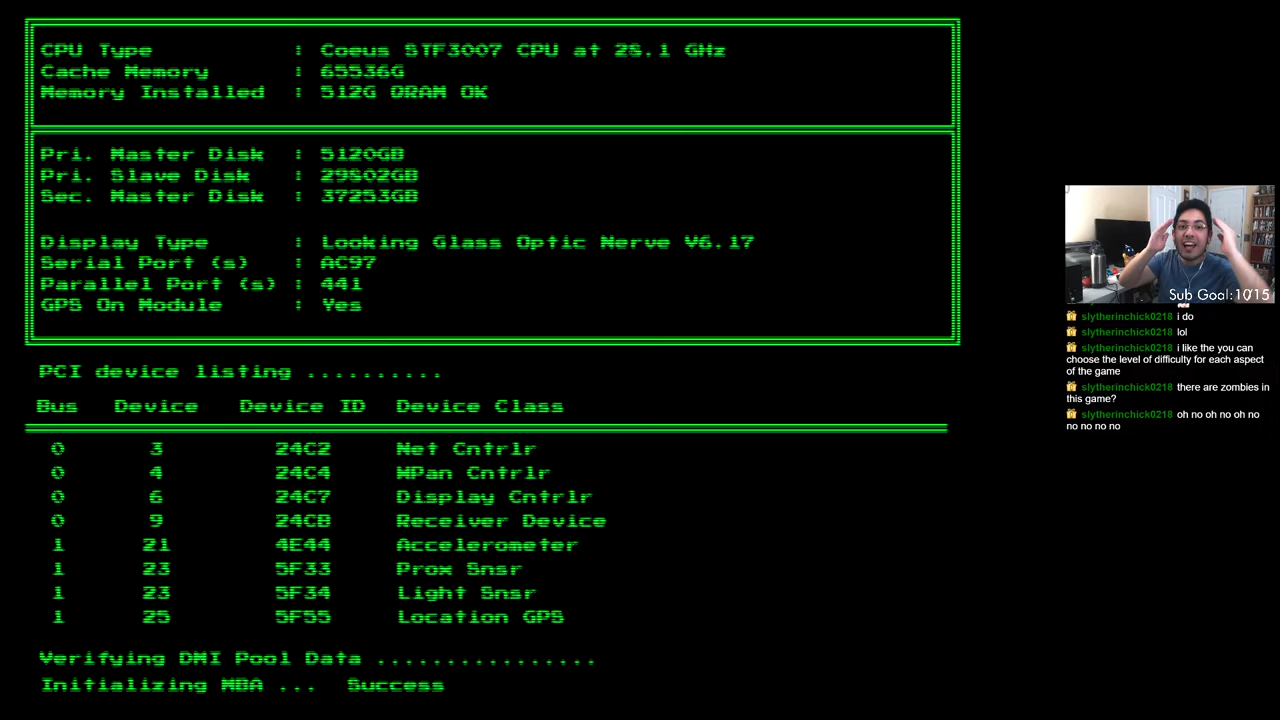 CPU Type : Coeus STF3007 CPU at 25.1 GHz
Cache Memory : 65536G
Memory Installed : 512G QRAM OK
Pri. Master Disk : 5120GB
Pri. Slave Disk : 29802GB
Sec. Master Disk : 37253GB
Display Type : Looking Glass Optic Nerve V6.17
Serial Port (s) : AC97
Parallel Port (s) : 441
GPS On Module : Yes
PCI device listing ..........
Bus Device Device ID Device Class
0 3 24C2 Net Cntrlr
0 4 24C4 WPan Cntrlr
0 6 24C7 Display Cntrlr
0 9 24CB Receiver Device
1 21 4E44 Accelerometer
1 23 5F33 Prox Snsr
1 23 5F34 Light Snsr
1 25 5F55 Location GPS
Verifying DMI Pool Data ................
Initializing MBA ... Success
Sub Goal:10/15
slytherinchick0218 i do
slytherinchick0218 lol
slytherinchick0218 i like the you can
choose the level of difficulty for each aspect
of the game
slytherinchick0218 there are zombies in
this game?
slytherinchick0218 oh no oh no oh no
no no no no